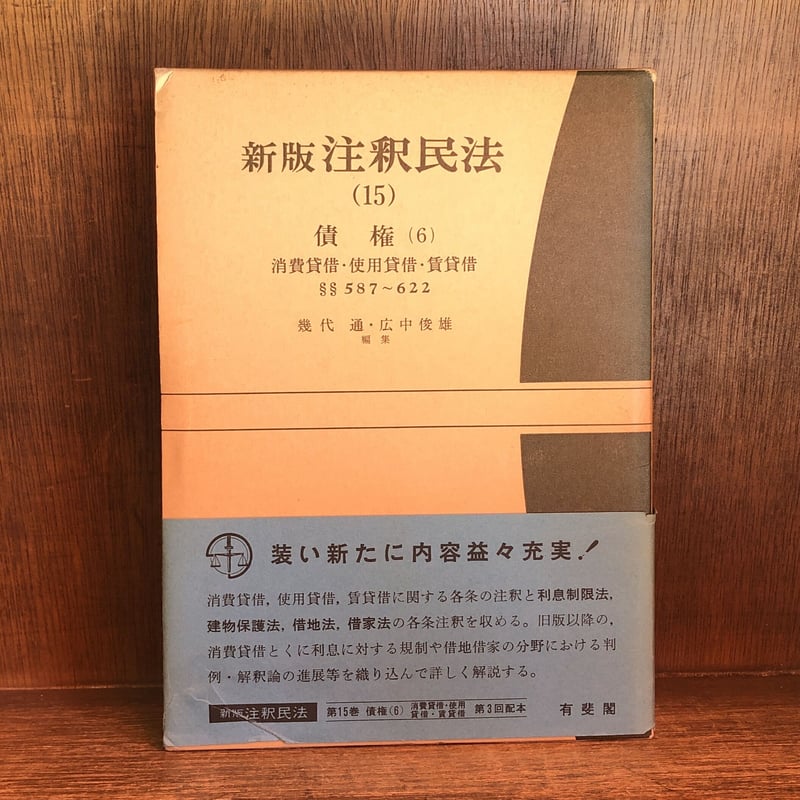 新版 注釈民法
(15)
債 権 (6)
消費貸借・使用貸借・賃貸借
§§ 587~622
幾代 通・広中俊雄
編 集
装い新たに内容益々充実!
消費貸借, 使用貸借, 賃貸借に関する各条の注釈と利息制限法,
建物保護法, 借地法, 借家法の各条注釈を収める。旧版以降の,
消費貸借とくに利息に対する規制や借地借家の分野における判
例・解釈論の進展等を織り込んで詳しく解説する。
新版 注釈民法 第15巻 債権(6) 消費貸借・使用貸借・賃貸借 第3回配本 有斐閣